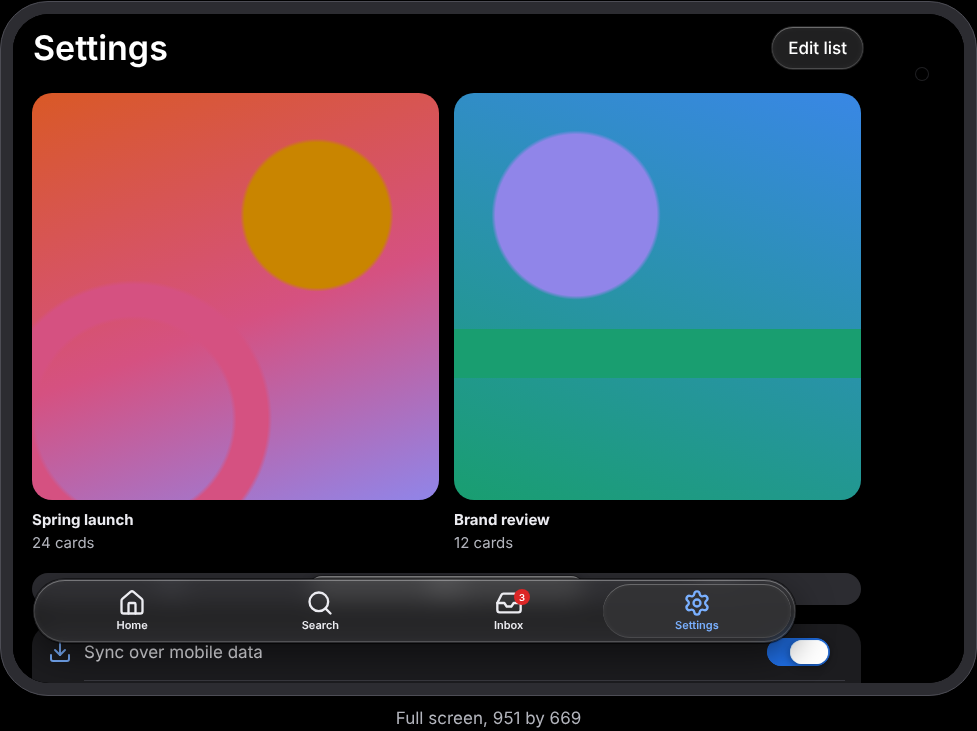 Settings
Edit list
Spring launch
24 cards
Brand review
12 cards
Home
Search
3
Inbox
Settings
Sync over mobile data
Full screen, 951 by 669